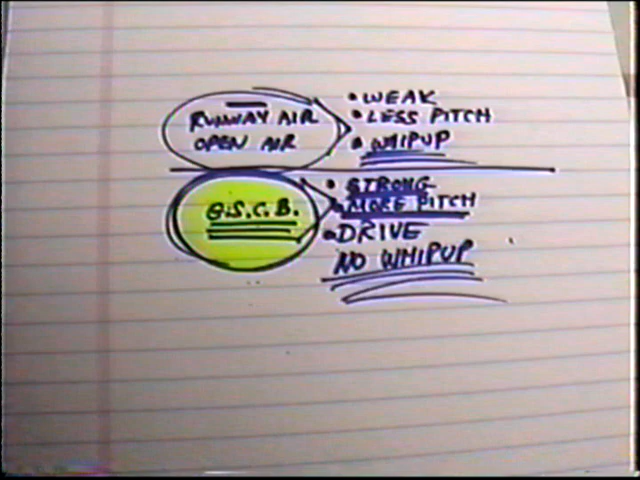 RUNWAY AIR
OPEN AIR
• WEAK
• LESS PITCH
• WHIPUP
G.S.C.B.
• STRONG
• MORE PITCH
• DRIVE
NO WHIPUP